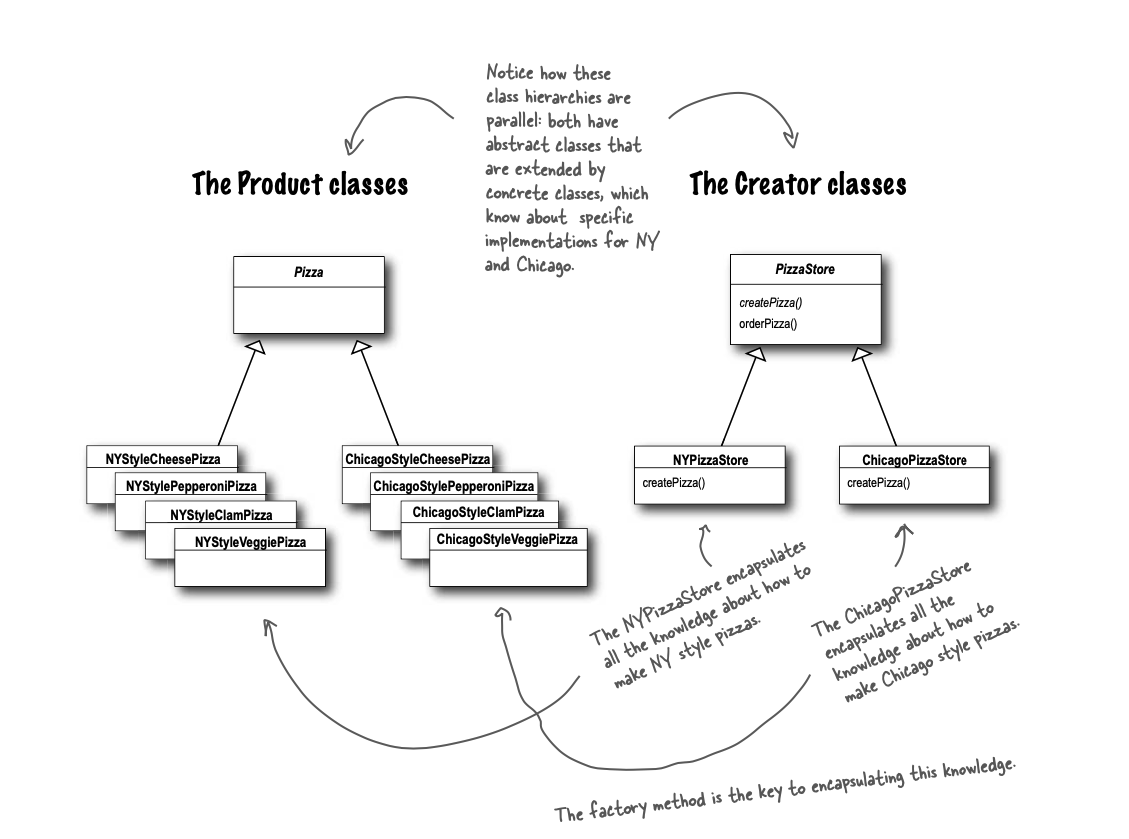 Notice how these
class hierarchies are
parallel: both have
abstract classes that
are extended by
concrete classes, which
know about specific
implementations for NY
and Chicago.
The Product classes
The Creator classes
Pizza
PizzaStore
createPizza()
orderPizza()
NYStyleCheesePizza
NYStylePepperoniPizza
NYStyleClamPizza
NYStyleVeggiePizza
ChicagoStyleCheesePizza
ChicagoStylePepperoniPizza
ChicagoStyleClamPizza
ChicagoStyleVeggiePizza
NYPizzaStore
createPizza()
ChicagoPizzaStore
createPizza()
The NYPizzaStore encapsulates
all the knowledge about how to
make NY style pizzas.
The ChicagoPizzaStore
encapsulates all the
knowledge about how to
make Chicago style pizzas.
The factory method is the key to encapsulating this knowledge.